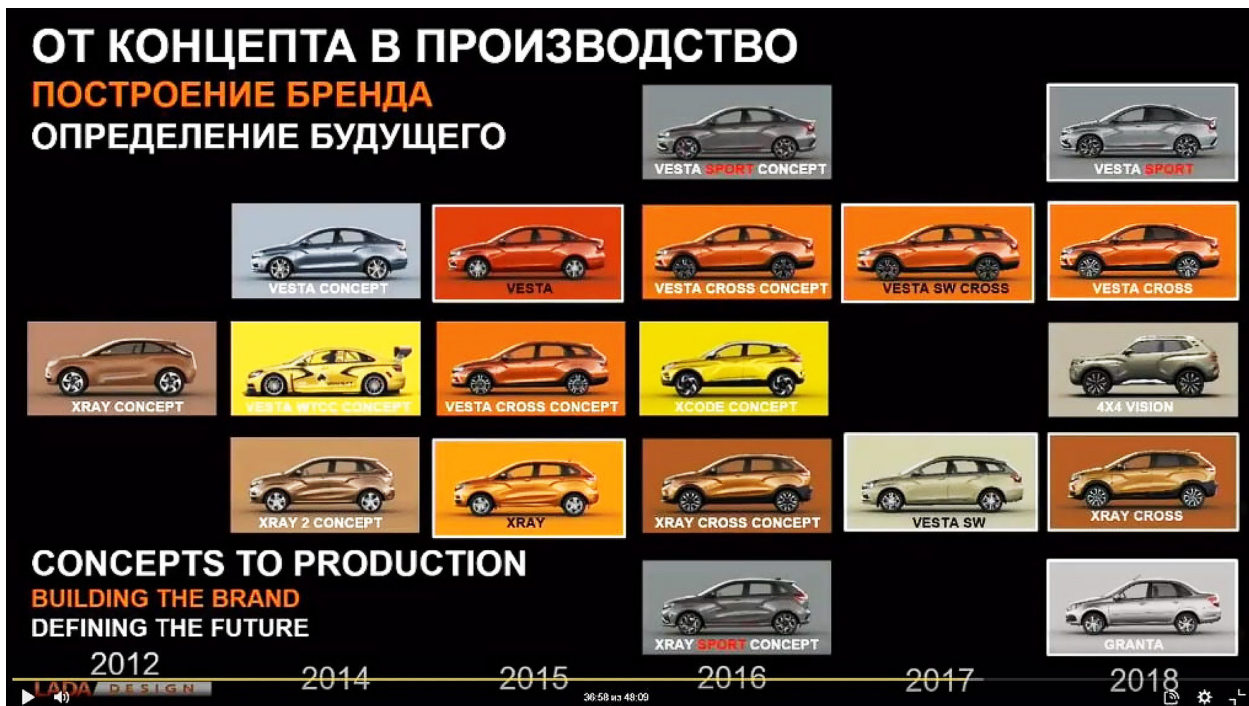 ОТ КОНЦЕПТА В ПРОИЗВОДСТВО
ПОСТРОЕНИЕ БРЕНДА
ОПРЕДЕЛЕНИЕ БУДУЩЕГО
VESTA SPORT CONCEPT
VESTA SPORT
VESTA CONCEPT
VESTA
VESTA CROSS CONCEPT
VESTA SW CROSS
VESTA CROSS
XRAY CONCEPT
VESTA WTCC CONCEPT
VESTA CROSS CONCEPT
XCODE CONCEPT
4X4 VISION
XRAY 2 CONCEPT
XRAY
XRAY CROSS CONCEPT
VESTA SW
XRAY CROSS
CONCEPTS TO PRODUCTION
BUILDING THE BRAND
DEFINING THE FUTURE
XRAY SPORT CONCEPT
GRANTA
2012
2014
2015
2016
2017
2018
LADA DESIGN
36:58 из 48:09